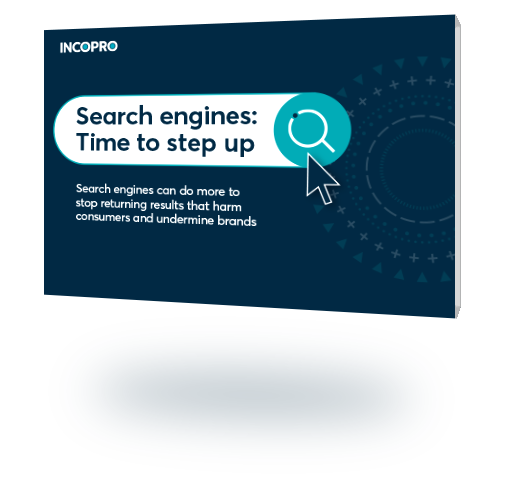 INCOPRO
Search engines:
Time to step up
Search engines can do more to
stop returning results that harm
consumers and undermine brands